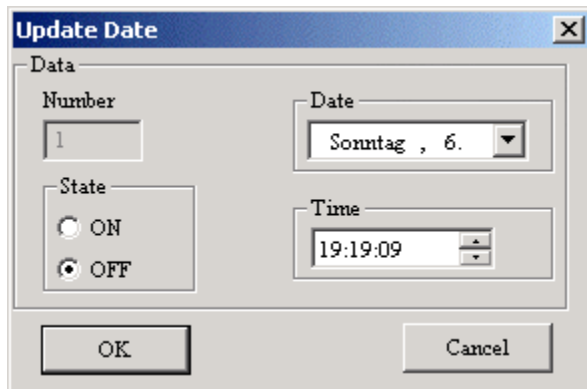 Update Date
Data
Number
1
Date
Sonntag , 6.
State
ON
OFF
Time
19:19:09
OK
Cancel